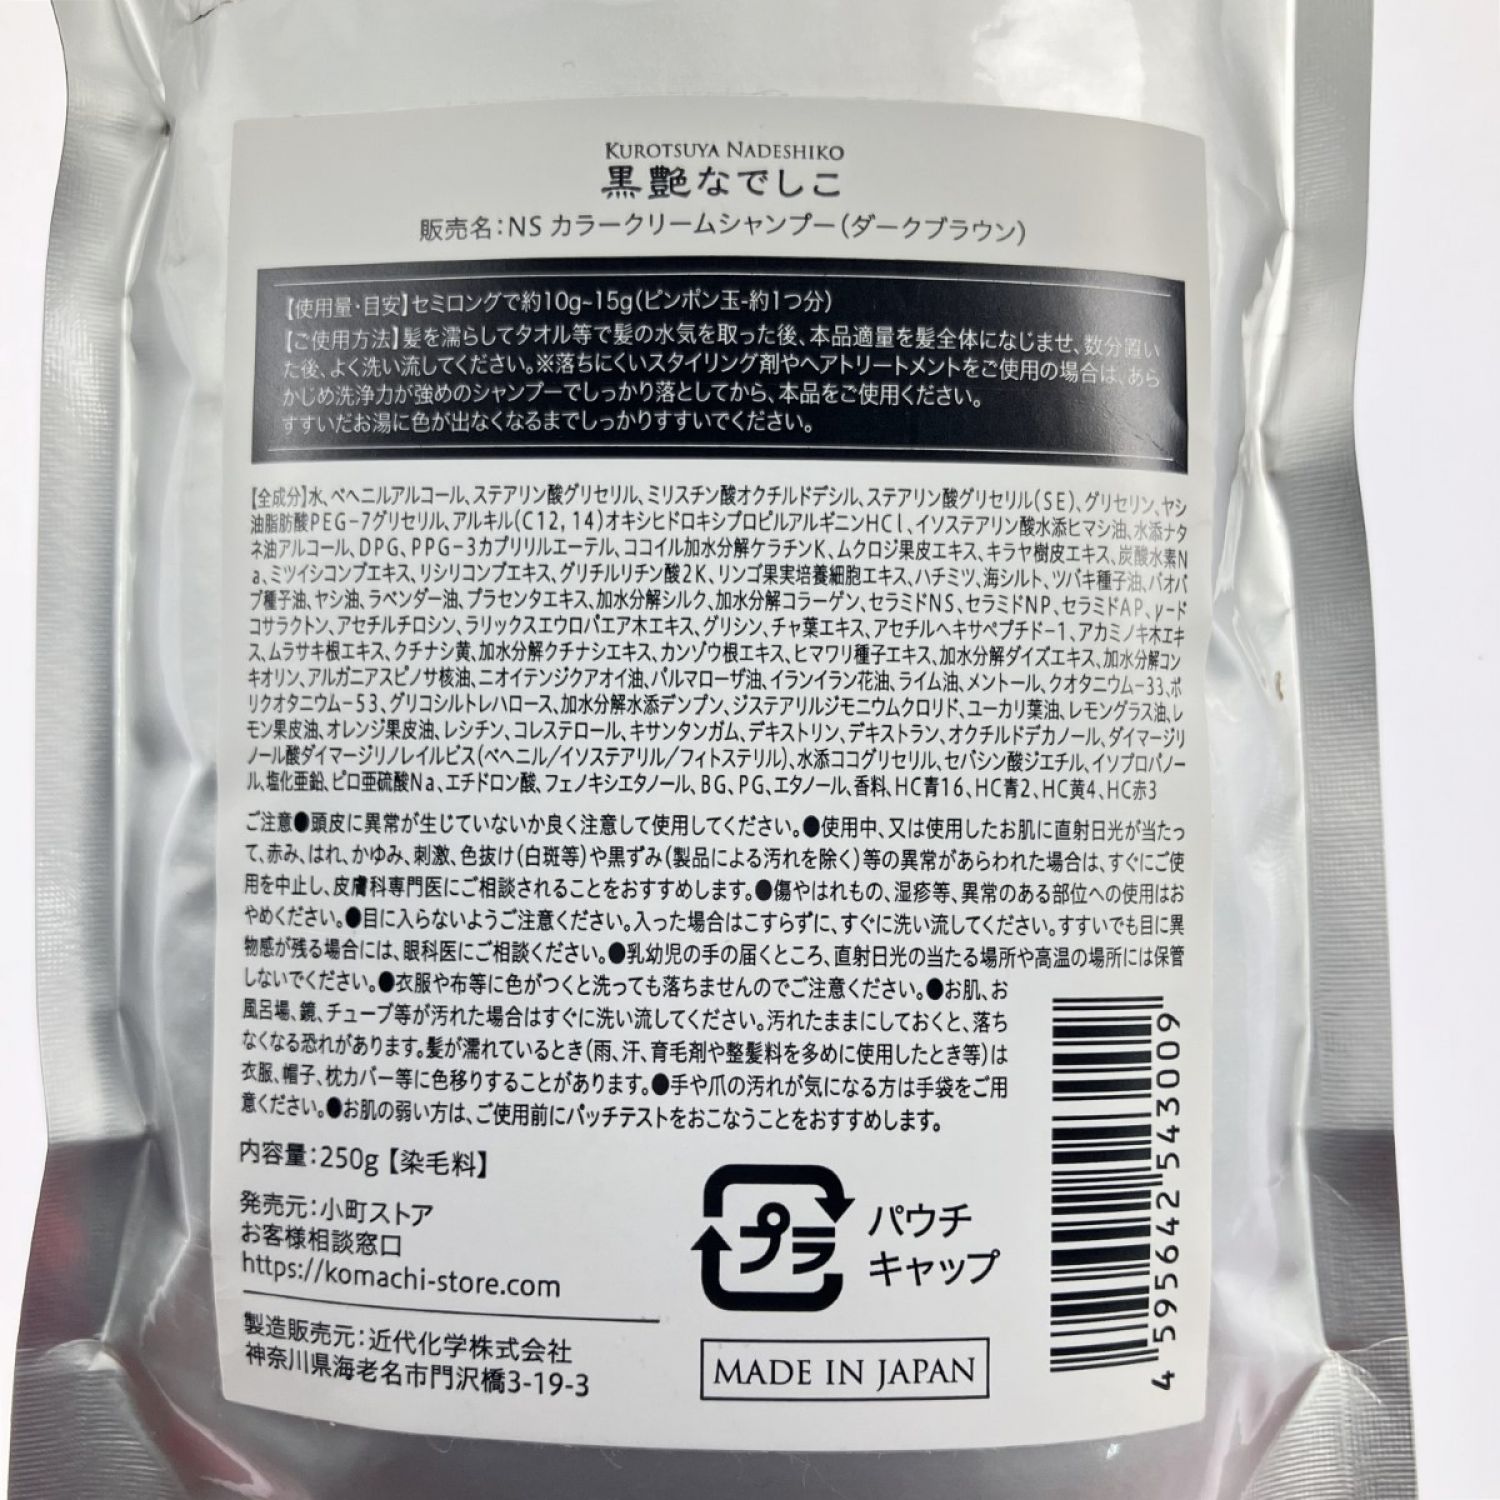 KUROTSUYA NADESHIKO
黒艶なでしこ
販売名：NS カラークリームシャンプー（ダークブラウン）
【使用量・目安】セミロングで約10g~15g（ピンポン玉-約1つ分）
【ご使用方法】髪を濡らしてタオル等で髪の水気を取った後、本品適量を髪全体になじませ、数分置い
た後、よく洗い流してください。※落ちにくいスタイリング剤やヘアトリートメントをご使用の場合は、あら
かじめ洗浄力が強めのシャンプーでしっかり落としてから、本品をご使用ください。
すすいだお湯に色が出なくなるまでしっかりすすいでください。
【全成分】水、ベヘニルアルコール、ステアリン酸グリセリル、ミリスチン酸オクチルドデシル、ステアリン酸グリセリル（SE）、グリセリン、ヤシ
油脂肪酸PEG-7グリセリル、アルキル（C12，14）オキシヒドロキシプロピルアルギニンHCl、イソステアリン酸水添ヒマシ油、水添ナタ
ネ油アルコール、DPG、PPG-3カプリリルエーテル、ココイル加水分解ケラチンK、ムクロジ果皮エキス、キラヤ樹皮エキス、炭酸水素N
a、ミツイシコンブエキス、リシリコンブエキス、グリチルリチン酸2K、リンゴ果実培養細胞エキス、ハチミツ、海シルト、ツバキ種子油、バオバ
ブ種子油、ヤシ油、ラベンダー油、プラセンタエキス、加水分解シルク、加水分解コラーゲン、セラミドNS、セラミドNP、セラミドAP、γ-ド
コサラクトン、アセチルチロシン、ラリックスエウロパエア木エキス、グリシン、チャ葉エキス、アセチルヘキサペプチド-1、アカミノキ木エキ
ス、ムラサキ根エキス、クチナシ黄、加水分解クチナシエキス、カンゾウ根エキス、ヒマワリ種子エキス、加水分解ダイズエキス、加水分解コン
キオリン、アルガニアスピノサ核油、ニオイテンジクアオイ油、パルマローザ油、イランイラン花油、ライム油、メントール、クオタニウム-33、ポ
リクオタニウム-53、グリコシルトレハロース、加水分解水添デンプン、ジステアリルジモニウムクロリド、ユーカリ葉油、レモングラス油、レ
モン果皮油、オレンジ果皮油、レシチン、コレステロール、キサンタンガム、デキストリン、デキストラン、オクチルドデカノール、ダイマージリ
ノール酸ダイマージリノレイルビス（ベヘニル／イソステアリル／フィトステリル）、水添ココグリセリル、セバシン酸ジエチル、イソプロパノー
ル、塩化亜鉛、ピロ亜硫酸Na、エチドロン酸、フェノキシエタノール、BG、PG、エタノール、香料、HC青16、HC青2、HC黄4、HC赤3
ご注意●頭皮に異常が生じていないか良く注意して使用してください。●使用中、又は使用したお肌に直射日光が当たっ
て、赤み、はれ、かゆみ、刺激、色抜け（白斑等）や黒ずみ（製品による汚れを除く）等の異常があらわれた場合は、すぐにご使
用を中止し、皮膚科専門医にご相談されることをおすすめします。●傷やはれもの、湿疹等、異常のある部位への使用はお
やめください。●目に入らないようご注意ください。入った場合はこすらずに、すぐに洗い流してください。すすいでも目に異
物感が残る場合には、眼科医にご相談ください。●乳幼児の手の届くところ、直射日光の当たる場所や高温の場所には保管
しないでください。●衣服や布等に色がつくと洗っても落ちませんのでご注意ください。●お肌、お
風呂場、鏡、チューブ等が汚れた場合はすぐに洗い流してください。汚れたままにしておくと、落ち
なくなる恐れがあります。髪が濡れているとき（雨、汗、育毛剤や整髪料を多めに使用したとき等）は
衣服、帽子、枕カバー等に色移りすることがあります。●手や爪の汚れが気になる方は手袋をご用
意ください。●お肌の弱い方は、ご使用前にパッチテストをおこなうことをおすすめします。
内容量：250g【染毛料】
発売元：小町ストア
お客様相談窓口
https://komachi-store.com
製造販売元：近代化学株式会社
神奈川県海老名市門沢橋3-19-3
プラ
パウチ
キャップ
MADE IN JAPAN
4 595642 543009